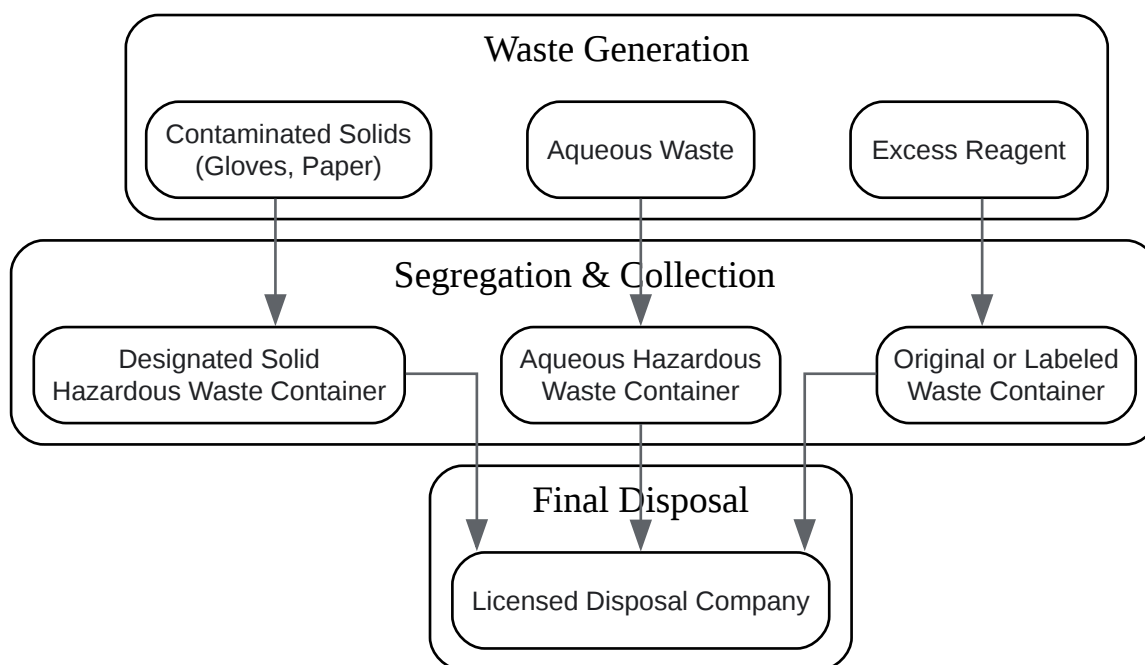 Waste Generation
Contaminated Solids
(Gloves, Paper)
Aqueous Waste
Excess Reagent
Segregation & Collection
Designated Solid
Hazardous Waste Container
Aqueous Hazardous
Waste Container
Original or Labeled
Waste Container
Final Disposal
Licensed Disposal Company